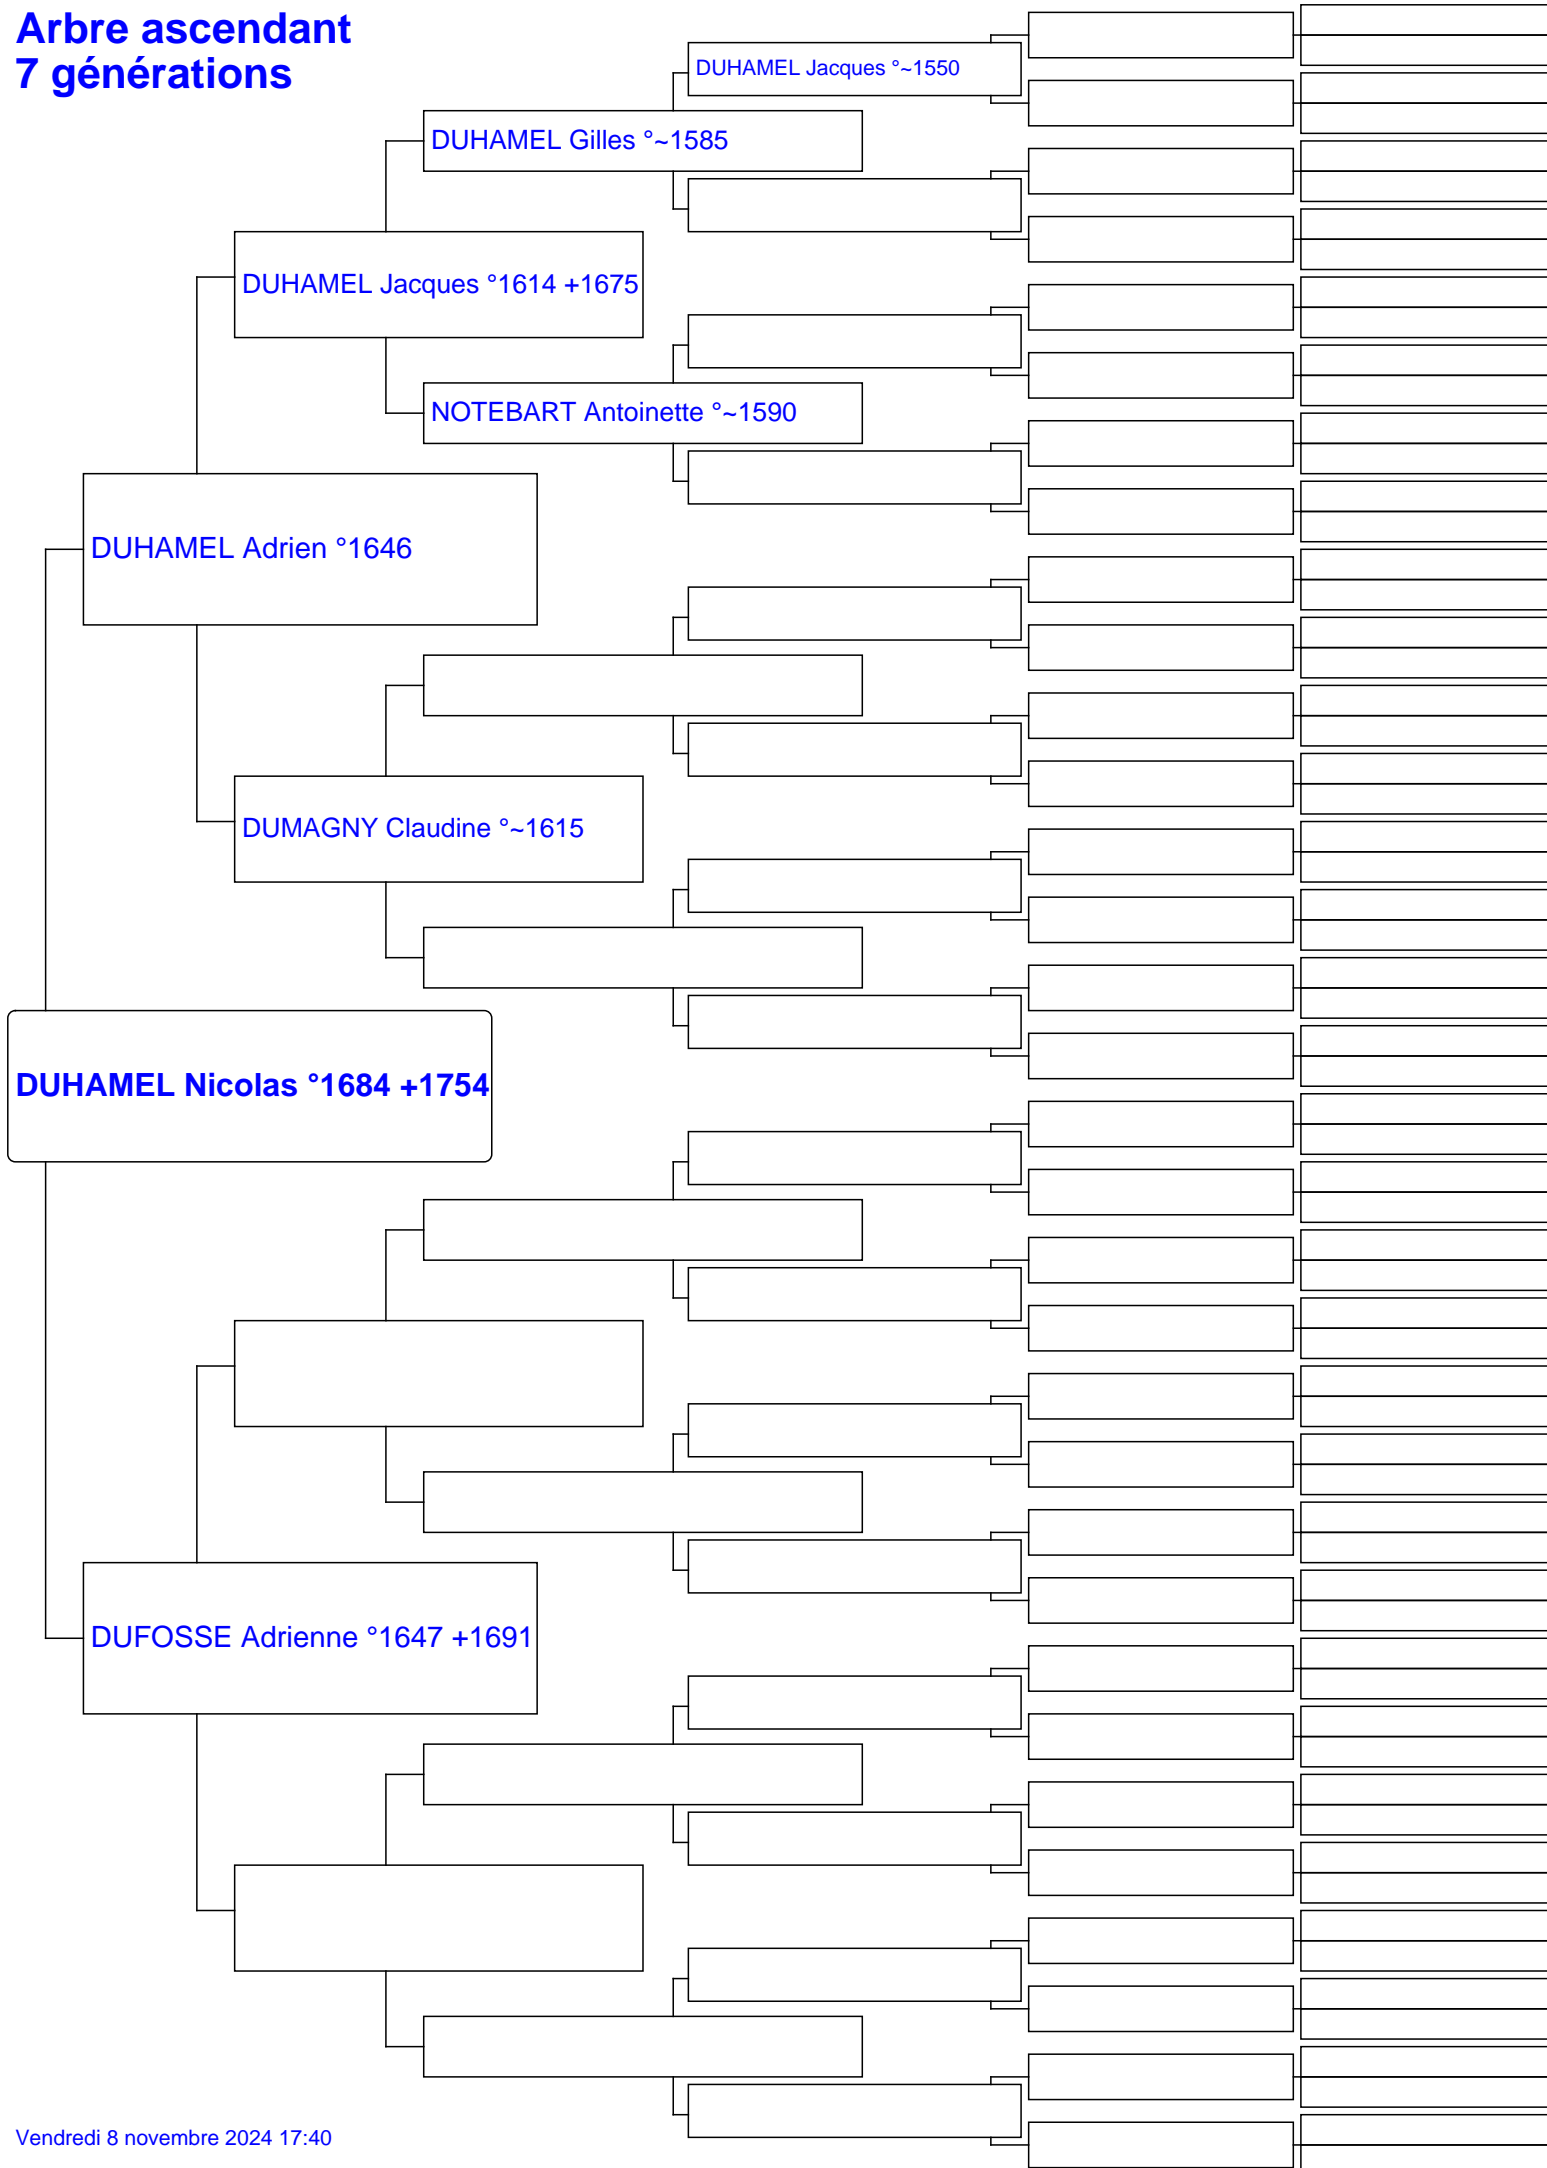 Arbre ascendant
7 générations
DUHAMEL Jacques °~1550
DUHAMEL Gilles °~1585
DUHAMEL Jacques °1614 +1675
NOTEBART Antoinette °~1590
DUHAMEL Adrien °1646
DUMAGNY Claudine °~1615
DUHAMEL Nicolas °1684 +1754
DUFOSSE Adrienne °1647 +1691
Vendredi 8 novembre 2024 17:40